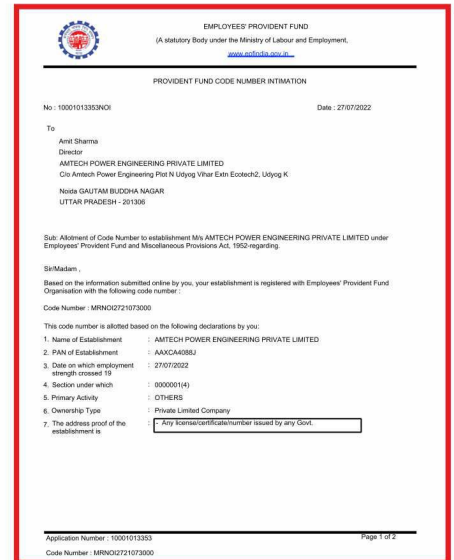 EMPLOYEES' PROVIDENT FUND
(A statutory Body under the Ministry of Labour and Employment,
www.epfindia.gov.in
PROVIDENT FUND CODE NUMBER INTIMATION
No : 10001013353NOI Date : 27/07/2022
To
Amit Sharma
Director
AMTECH POWER ENGINEERING PRIVATE LIMITED
C/o Amtech Power Engineering Plot N Udyog Vihar Extn Ecotech2, Udyog K
Noida GAUTAM BUDDHA NAGAR
UTTAR PRADESH - 201306
Sub: Allotment of Code Number to establishment M/s AMTECH POWER ENGINEERING PRIVATE LIMITED under
Employees' Provident Fund and Miscellaneous Provisions Act, 1952-regarding.
Sir/Madam ,
Based on the information submitted online by you, your establishment is registered with Employees' Provident Fund
Organisation with the following code number :
Code Number : MRNOI2721073000
This code number is allotted based on the following declarations by you:
1. Name of Establishment : AMTECH POWER ENGINEERING PRIVATE LIMITED
2. PAN of Establishment : AAXCA4088J
3. Date on which employment : 27/07/2022
strength crossed 19
4. Section under which : 0000001(4)
5. Primary Activity : OTHERS
6. Ownership Type : Private Limited Company
7. The address proof of the : - Any license/certificate/number issued by any Govt.
establishment is
Application Number : 10001013353 Page 1 of 2
Code Number : MRNOI2721073000